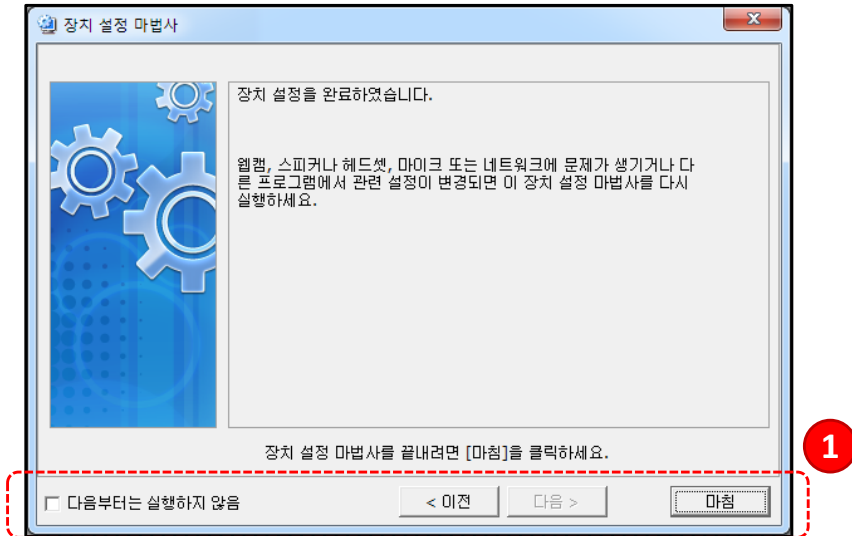 장치 설정 마법사
장치 설정을 완료하였습니다.
웹캠, 스피커나 헤드셋, 마이크 또는 네트워크에 문제가 생기거나 다
른 프로그램에서 관련 설정이 변경되면 이 장치 설정 마법사를 다시
실행하세요.
장치 설정 마법사를 끝내려면 [마침]을 클릭하세요.
1
다음부터는 실행하지 않음
< 이전
다음 >
마침